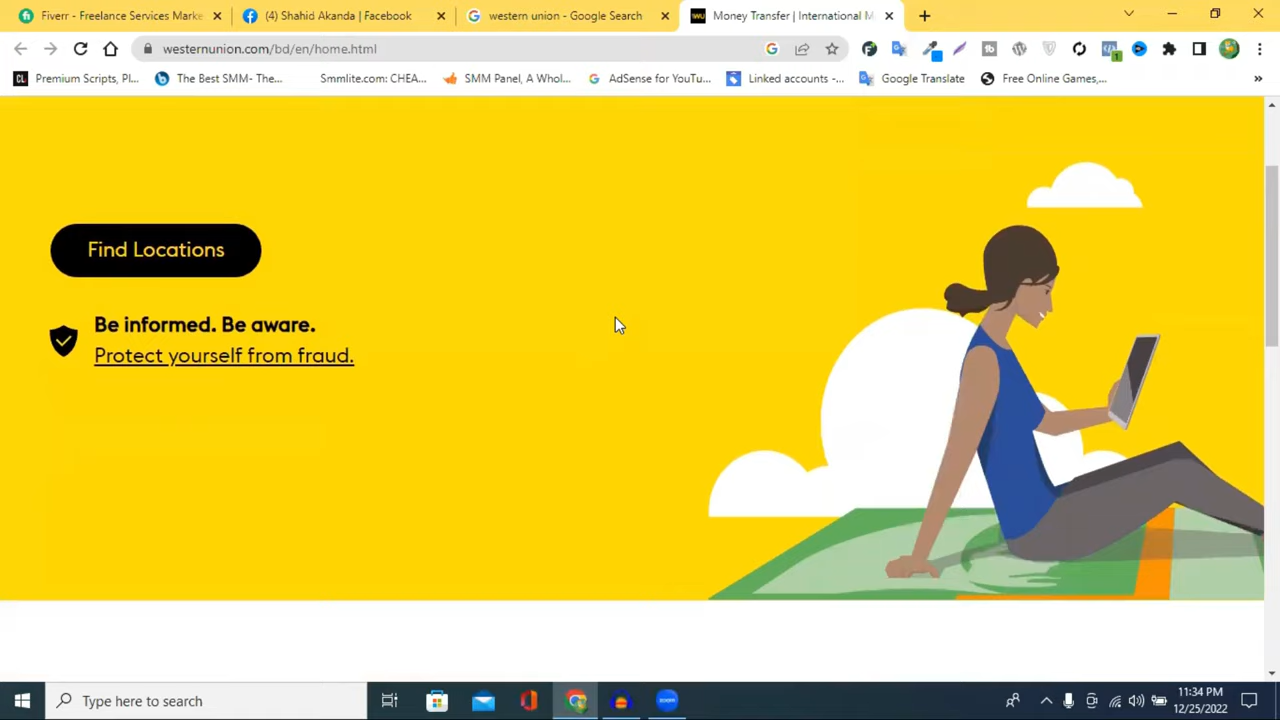 Fiverr - Freelance Services Marke
(4) Shahid Akanda | Facebook
western union - Google Search
Money Transfer | International M
westernunion.com/bd/en/home.html
Premium Scripts, Pl...
The Best SMM- The...
Smmlite.com: CHEA...
SMM Panel, A Whol...
AdSense for YouTu...
Linked accounts -...
Google Translate
Free Online Games,...
Find Locations
Be informed. Be aware.
Protect yourself from fraud.
Type here to search
11:34 PM
12/25/2022